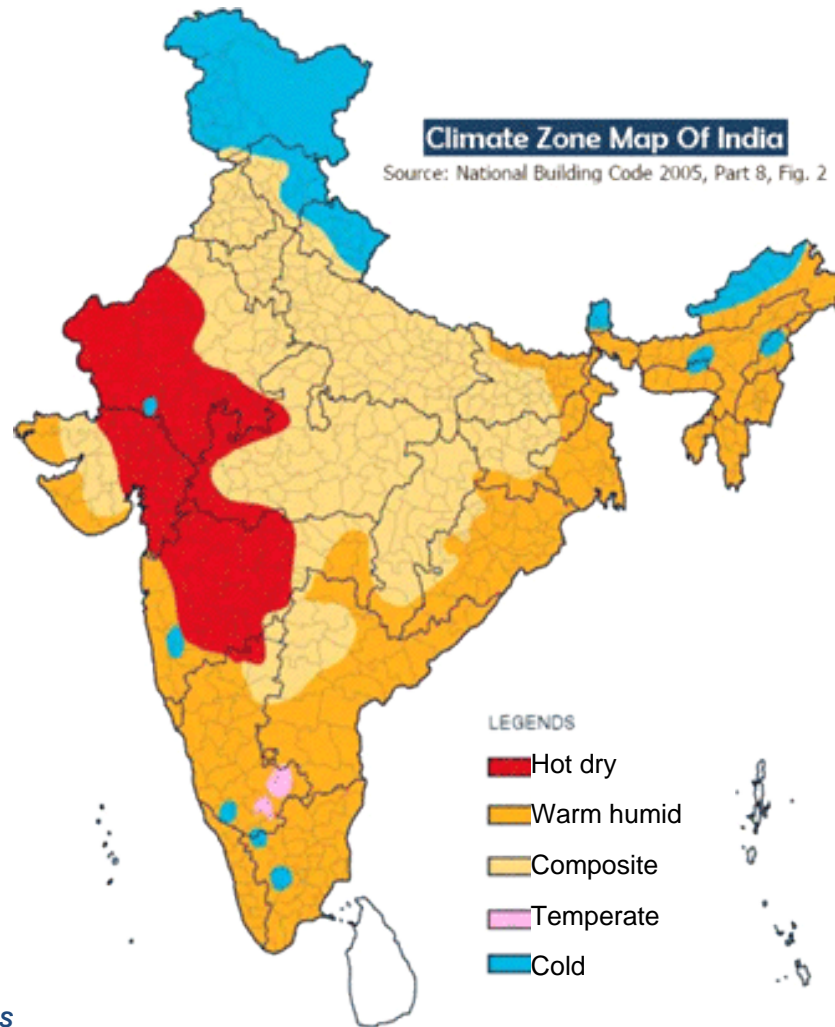 Climate Zone Map Of India
Source: National Building Code 2005, Part 8, Fig. 2
LEGENDS
Hot dry
Warm humid
Composite
Temperate
Cold
s